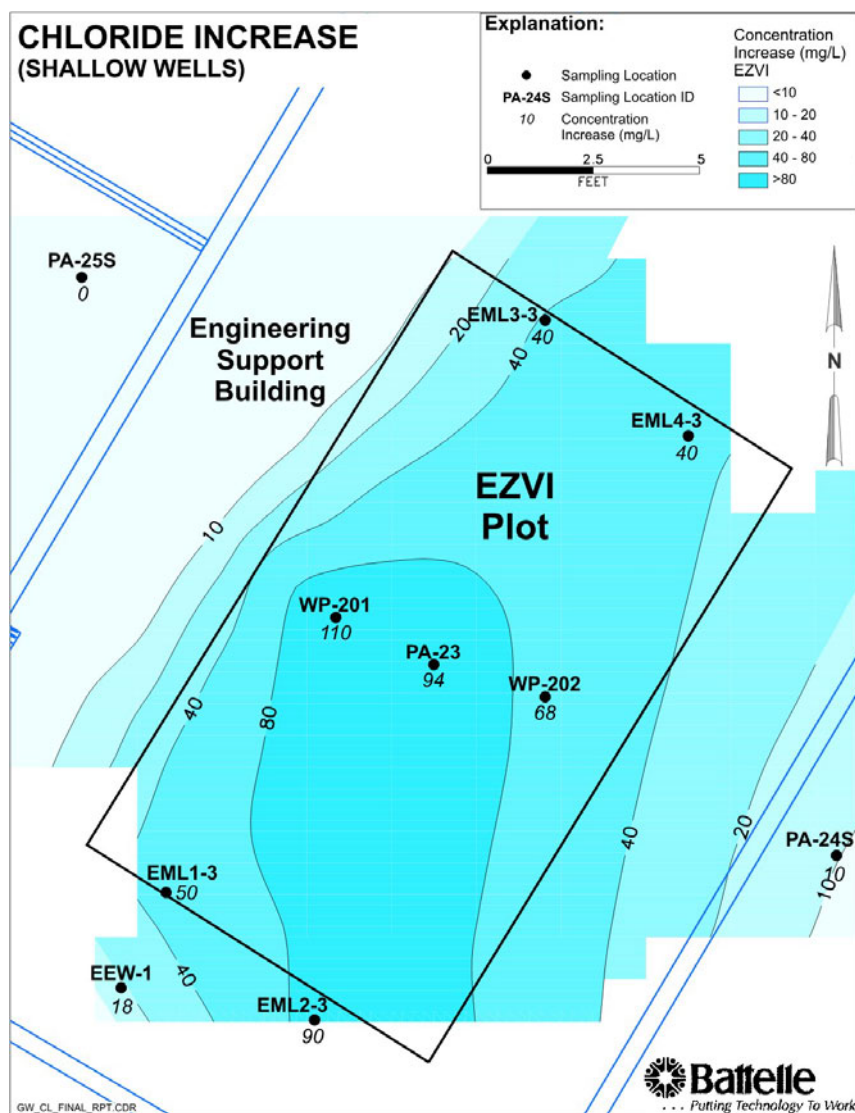 CHLORIDE INCREASE
(SHALLOW WELLS)
Explanation:
Sampling Location
PA-24S Sampling Location ID
10 Concentration
Increase (mg/L)
0 2.5 5
FEET
Concentration
Increase (mg/L)
EZVI
<10
10 - 20
20 - 40
40 - 80
>80
PA-25S
0
Engineering
Support
Building
20
40
EML3-3
40
N
EML4-3
40
EZVI
Plot
10
WP-201
110
PA-23
94
WP-202
68
40
80
40
20
PA-24S
10
10
EML1-3
50
40
EEW-1
18
EML2-3
90
Battelle
. . . Putting Technology To Work
GW_CL_FINAL_RPT.CDR